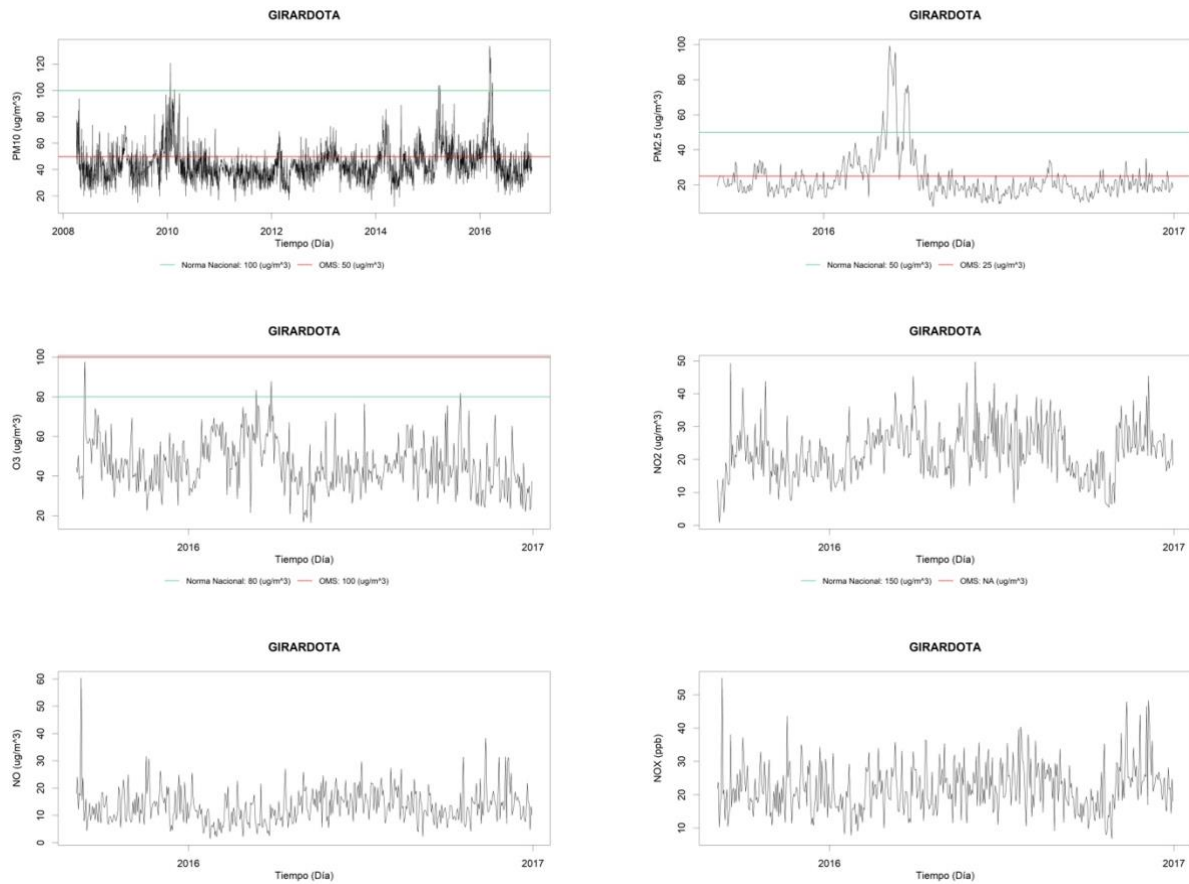 GIRARDOTA
PM10 (ug/m^3)
120
100
80
60
40
20
2008 2010 2012 2014 2016
Tiempo (Día)
Norma Nacional: 100 (ug/m^3) OMS: 50 (ug/m^3)
GIRARDOTA
PM2.5 (ug/m^3)
100
80
60
40
20
2016 2017
Tiempo (Día)
Norma Nacional: 50 (ug/m^3) OMS: 25 (ug/m^3)
GIRARDOTA
O3 (ug/m^3)
100
80
60
40
20
2016 2017
Tiempo (Día)
Norma Nacional: 80 (ug/m^3) OMS: 100 (ug/m^3)
GIRARDOTA
NO2 (ug/m^3)
50
40
30
20
10
0
2016 2017
Tiempo (Día)
Norma Nacional: 150 (ug/m^3) OMS: NA (ug/m^3)
GIRARDOTA
NO (ug/m^3)
60
50
40
30
20
10
0
2016 2017
Tiempo (Día)
GIRARDOTA
NOX (ppb)
50
40
30
20
10
2016 2017
Tiempo (Día)